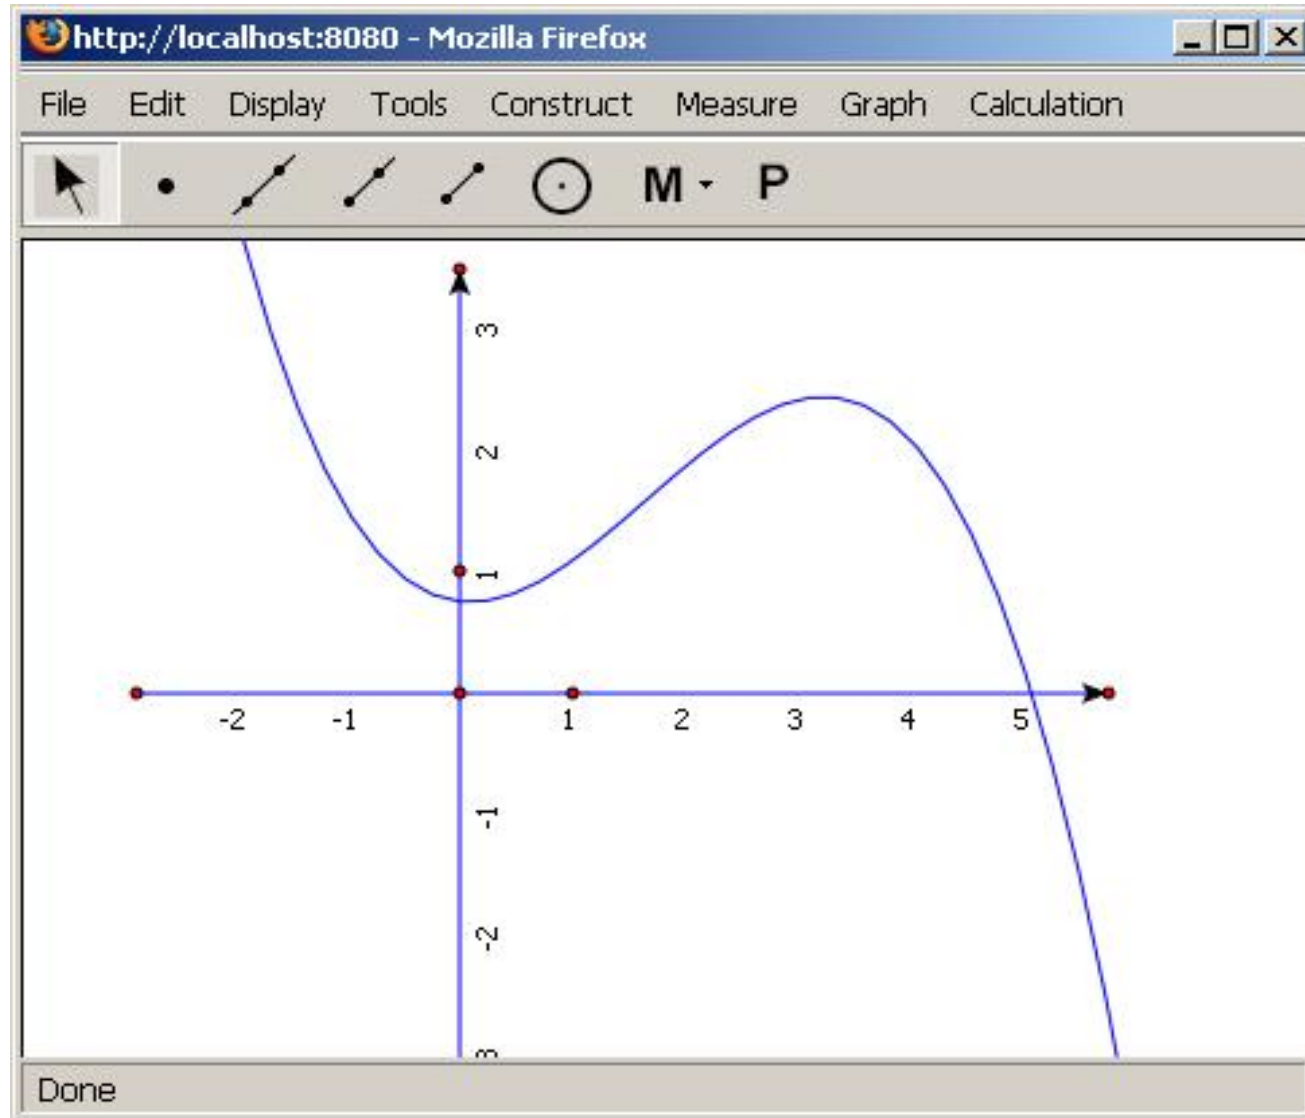 http://localhost:8080 - Mozilla Firefox
File Edit Display Tools Construct Measure Graph Calculation
M P
3
2
1
-2 -1 1 2 3 4 5
-1
-2
Done